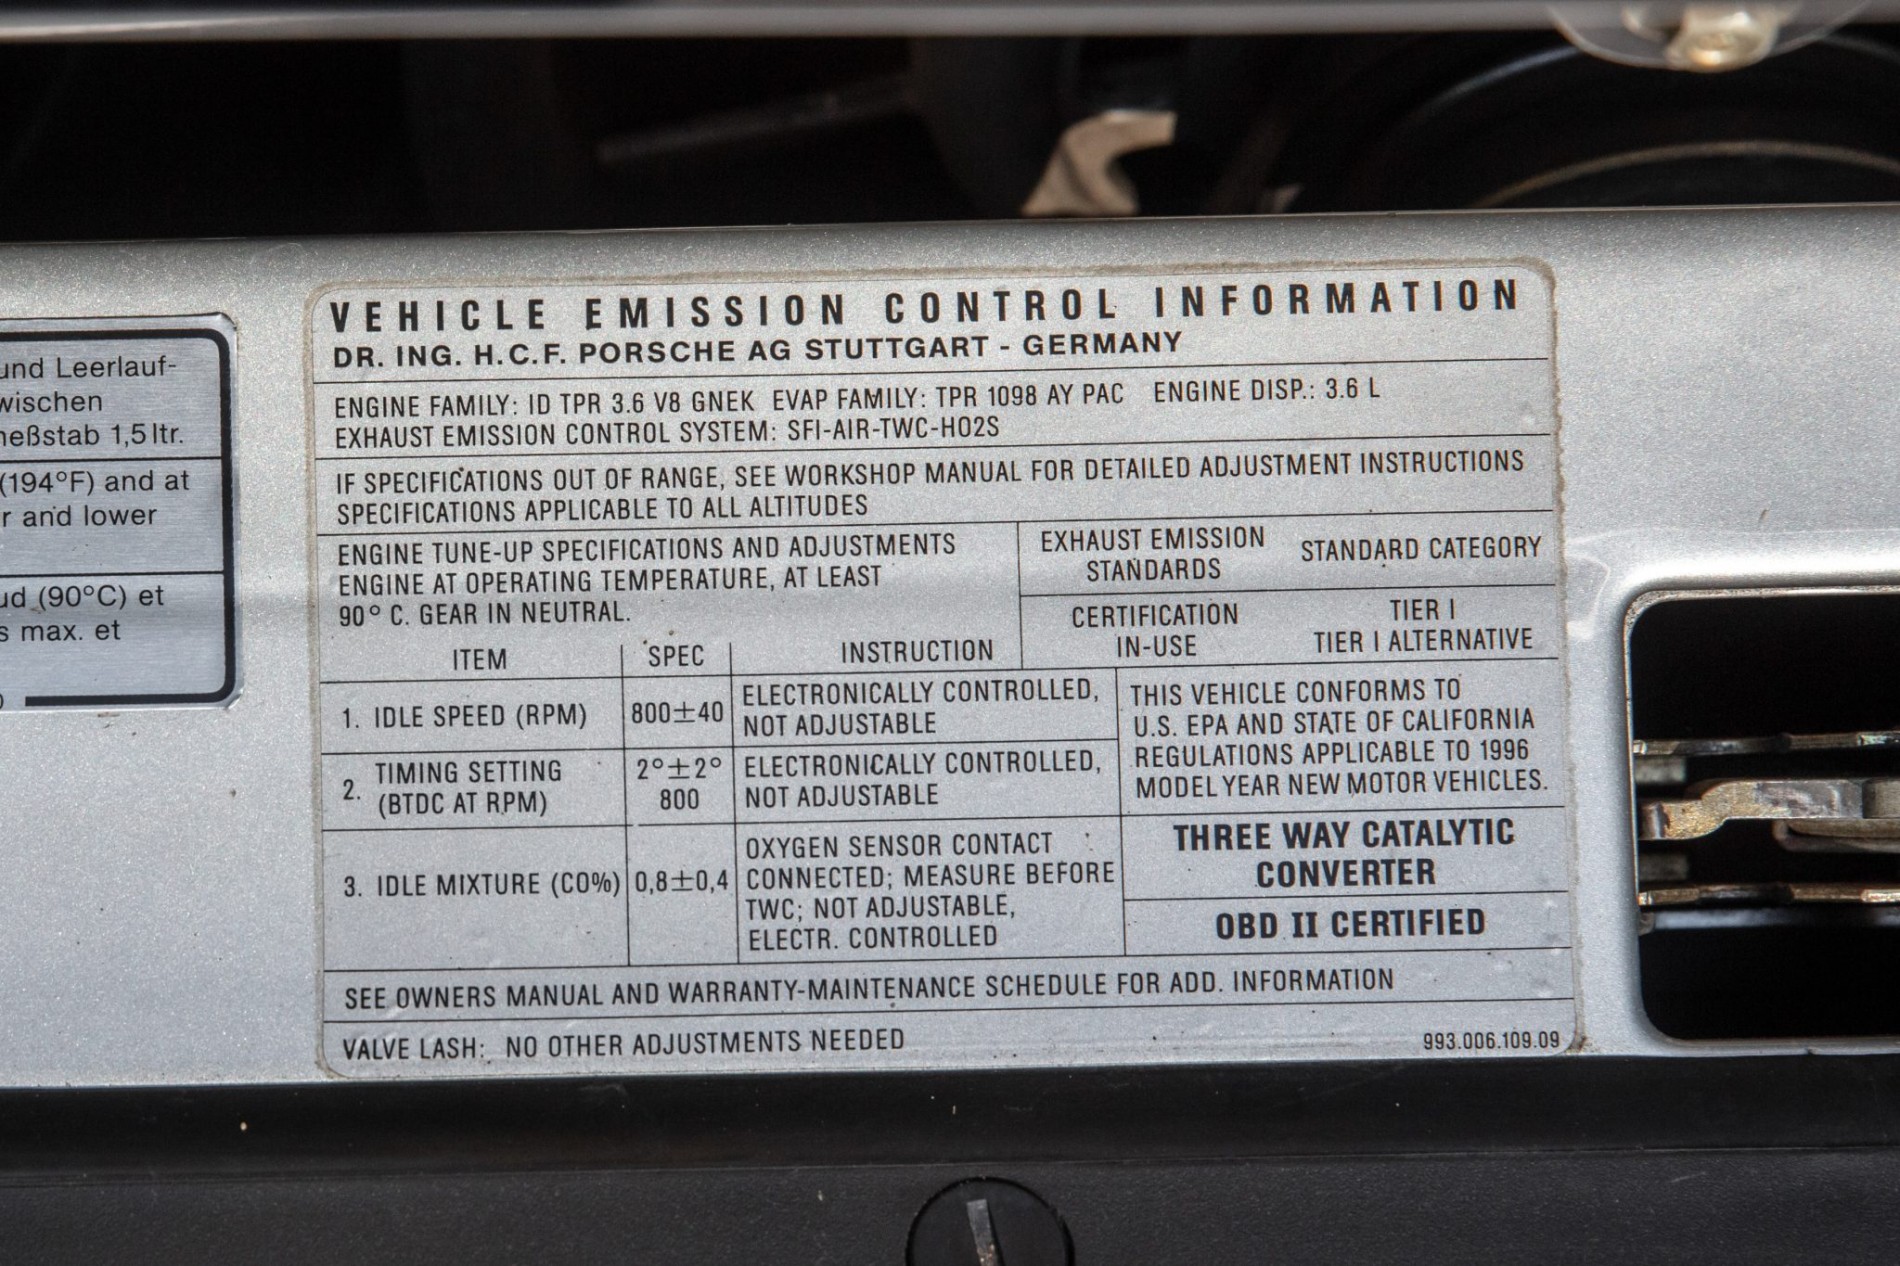 und Leerlauf-
wischen
neßstab 1,5 ltr.
(194°F) and at
r and lower
ud (90°C) et
s max. et
VEHICLE EMISSION CONTROL INFORMATION
DR. ING. H.C.F. PORSCHE AG STUTTGART - GERMANY
ENGINE FAMILY: ID TPR 3.6 V8 GNEK EVAP FAMILY: TPR 1098 AY PAC ENGINE DISP.: 3.6 L
EXHAUST EMISSION CONTROL SYSTEM: SFI-AIR-TWC-HO2S
IF SPECIFICATIONS OUT OF RANGE, SEE WORKSHOP MANUAL FOR DETAILED ADJUSTMENT INSTRUCTIONS
SPECIFICATIONS APPLICABLE TO ALL ALTITUDES
ENGINE TUNE-UP SPECIFICATIONS AND ADJUSTMENTS
ENGINE AT OPERATING TEMPERATURE, AT LEAST
90° C. GEAR IN NEUTRAL.
EXHAUST EMISSION
STANDARDS
STANDARD CATEGORY
CERTIFICATION
IN-USE
TIER I
TIER I ALTERNATIVE
ITEM SPEC INSTRUCTION
1. IDLE SPEED (RPM)
800±40
ELECTRONICALLY CONTROLLED,
NOT ADJUSTABLE
2. TIMING SETTING
(BTDC AT RPM)
2°±2°
800
ELECTRONICALLY CONTROLLED,
NOT ADJUSTABLE
3. IDLE MIXTURE (CO%)
0,8±0,4
OXYGEN SENSOR CONTACT
CONNECTED; MEASURE BEFORE
TWC; NOT ADJUSTABLE,
ELECTR. CONTROLLED
THIS VEHICLE CONFORMS TO
U.S. EPA AND STATE OF CALIFORNIA
REGULATIONS APPLICABLE TO 1996
MODEL YEAR NEW MOTOR VEHICLES.
THREE WAY CATALYTIC
CONVERTER
OBD II CERTIFIED
SEE OWNERS MANUAL AND WARRANTY-MAINTENANCE SCHEDULE FOR ADD. INFORMATION
VALVE LASH: NO OTHER ADJUSTMENTS NEEDED
993.006.109.09